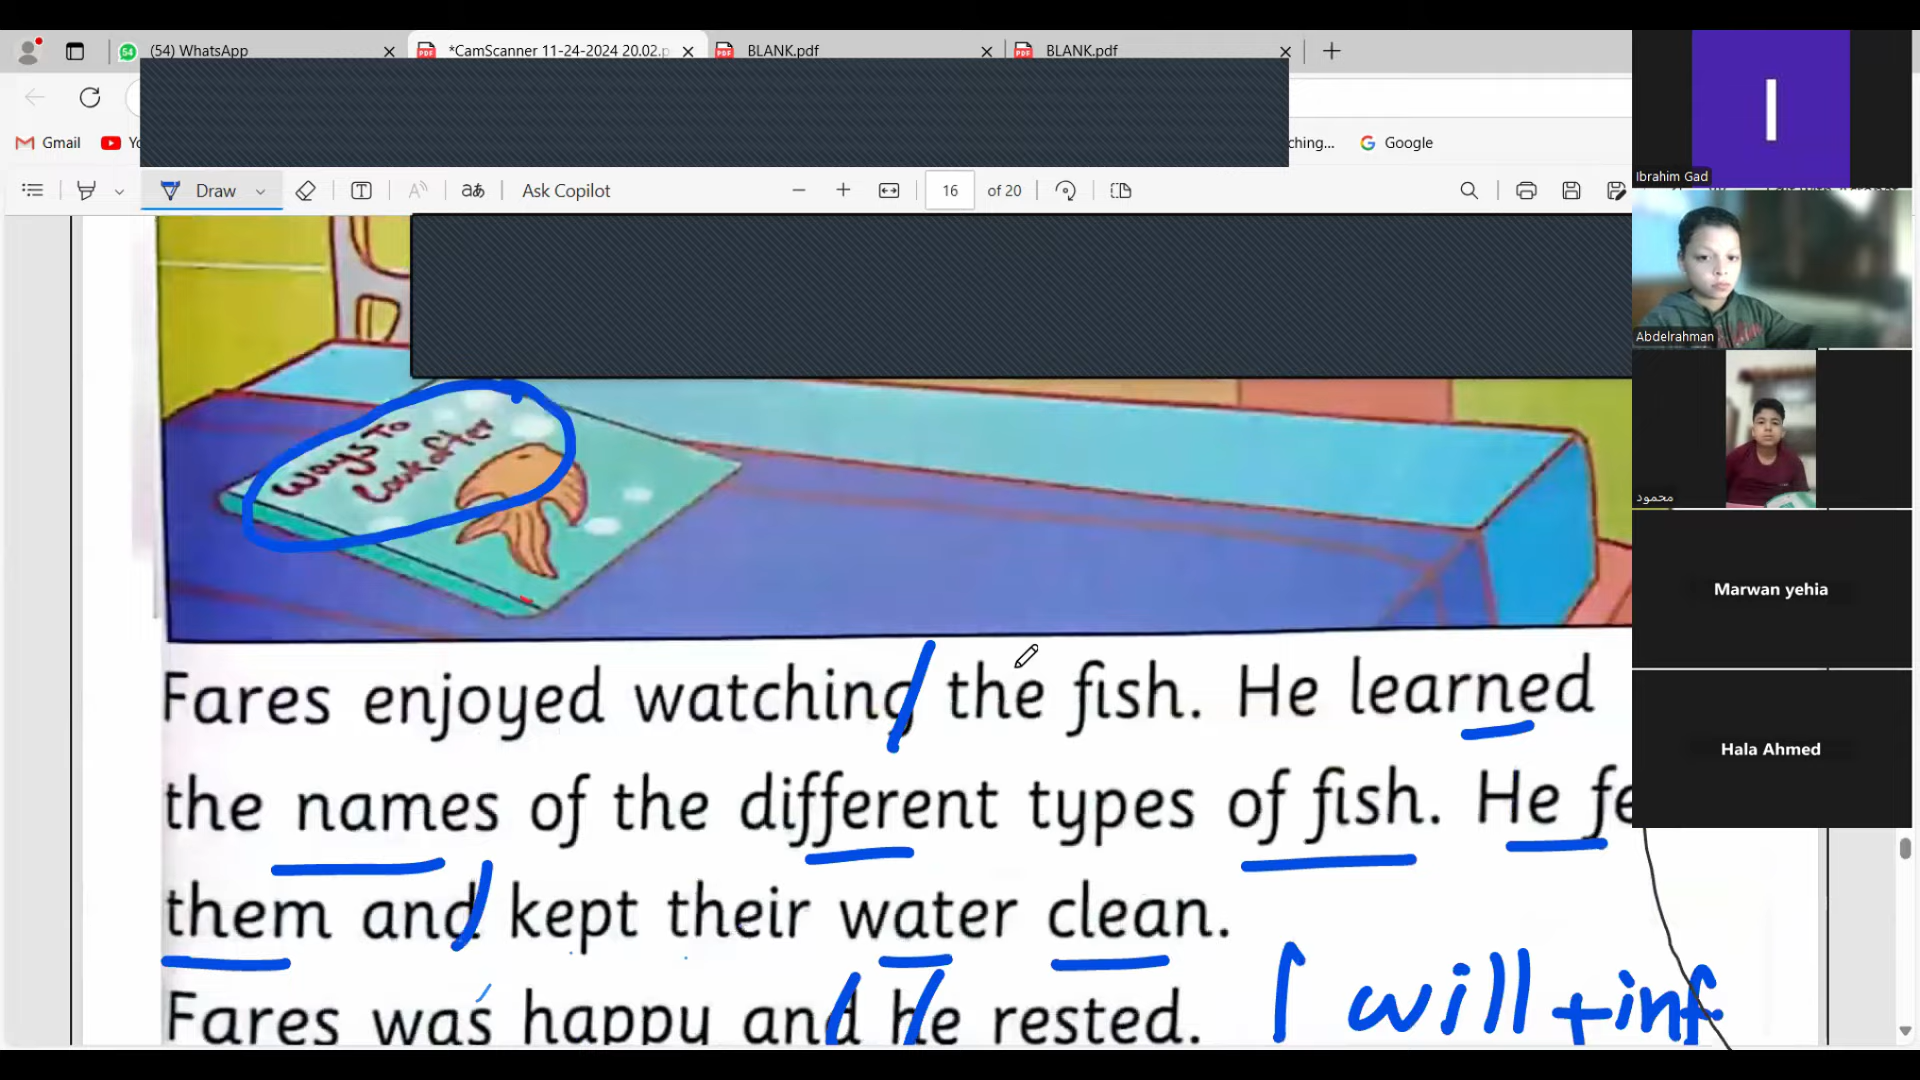 (54) WhatsApp
*CamScanner 11-24-2024 20.02.p
BLANK.pdf
BLANK.pdf
Gmail
Yo
ching...
Google
Draw
Ask Copilot
16 of 20
Ways To
Look after
Fares enjoyed watching the fish. He learned
the names of the different types of fish. He fe
them and kept their water clean.
Fares was happy and he rested.
I will +inf
Ibrahim Gad
Abdelrahman
محمود
Marwan yehia
Hala Ahmed